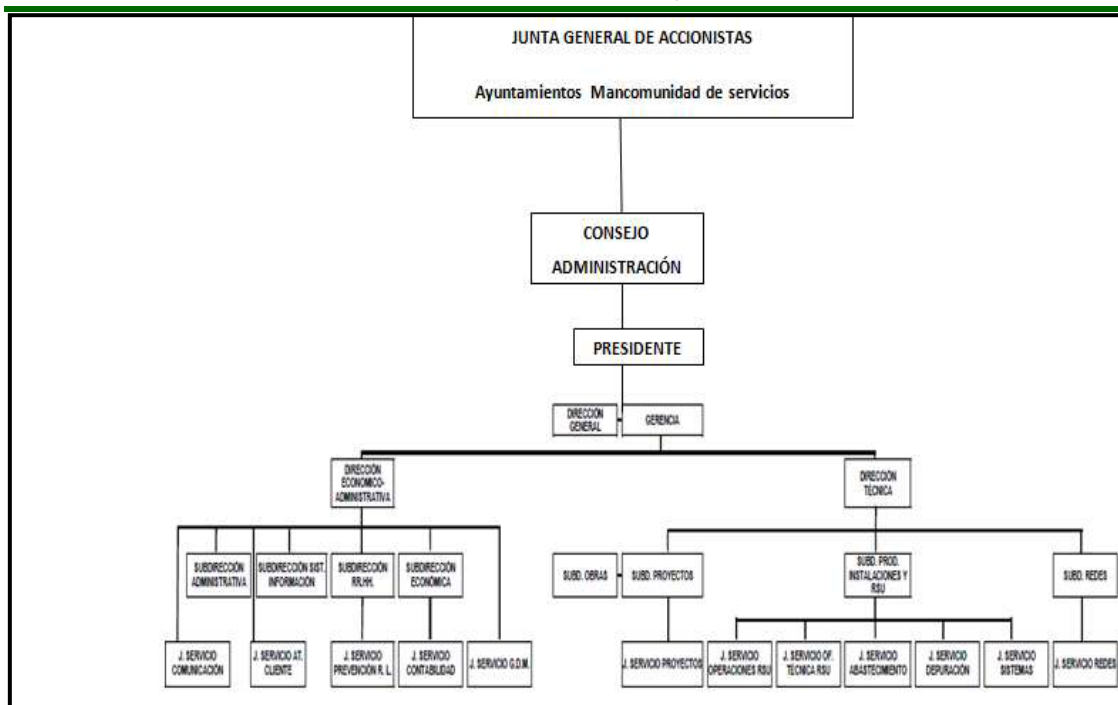 JUNTA GENERAL DE ACCIONISTAS
Ayuntamientos Mancomunidad de servicios
CONSEJO
ADMINISTRACIÓN
PRESIDENTE
DIRECCIÓN
GENERAL
GERENCIA
DIRECCIÓN
ECONÓMICO-
ADMINISTRATIVA
DIRECCIÓN
TÉCNICA
SUBDIRECCIÓN
ADMINISTRATIVA
SUBDIRECCIÓN SIST.
INFORMACIÓN
SUBDIRECCIÓN
RR.HH.
SUBDIRECCIÓN
ECONÓMICA
SUBD. OBRAS
SUBD. PROYECTOS
SUBD. PROD.
INSTALACIONES Y
RSU
SUBD. REDES
J. SERVICIO
COMUNICACIÓN
J. SERVICIO AT.
CLIENTE
J. SERVICIO
PREVENCIÓN R. L.
J. SERVICIO
CONTABILIDAD
J. SERVICIO G.D.M.
J. SERVICIO PROYECTOS
J. SERVICIO
OPERACIONES RSU
J. SERVICIO OF.
TÉCNICA RSU
J. SERVICIO
ABASTECIMIENTO
J. SERVICIO
DEPURACIÓN
J. SERVICIO
SISTEMAS
J. SERVICIO REDES